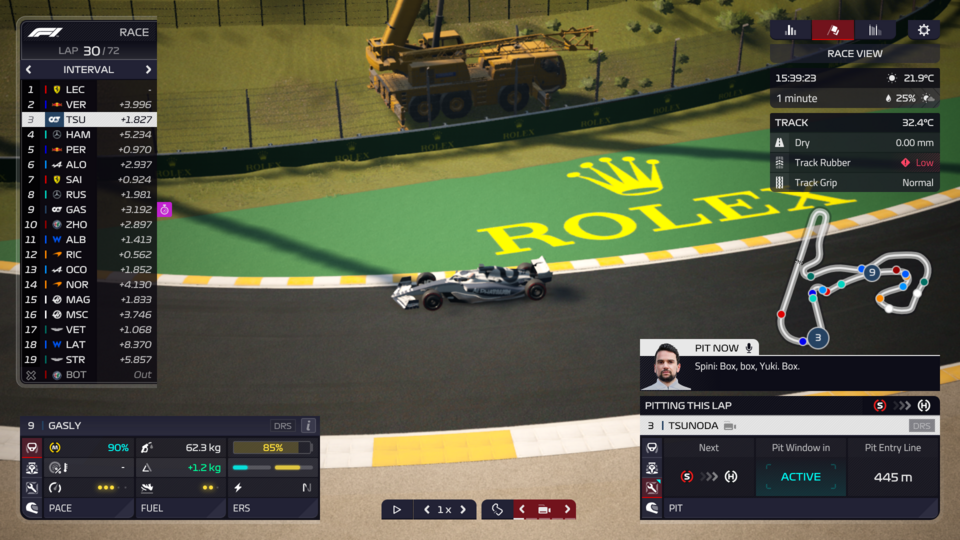 F1 RACE
LAP 30/72
INTERVAL
1 LEC -
2 VER +3.996
3 TSU +1.827
4 HAM +5.234
5 PER +0.970
6 ALO +2.937
7 SAI +0.924
8 RUS +1.981
9 GAS +3.192
10 ZHO +2.897
11 ALB +1.413
12 RIC +0.562
13 OCO +1.852
14 NOR +4.130
15 MAG +1.833
16 MSC +3.746
17 VET +1.068
18 LAT +8.370
19 STR +5.857
BOT Out
ROLEX
ROLEX
ROLEX
ROLEX
ROLEX
ROLEX
RACE VIEW
15:39:23 21.9°C
1 minute 25%
TRACK 32.4°C
Dry 0.00 mm
Track Rubber Low
Track Grip Normal
9
3
PIT NOW
Spini: Box, box, Yuki. Box.
PITTING THIS LAP S H
3 TSUNODA DRS
Next Pit Window in Pit Entry Line
S H ACTIVE 445 m
PIT
9 GASLY DRS i
M 90% 62.3 kg 85%
- +1.2 kg
N
PACE FUEL ERS
1x